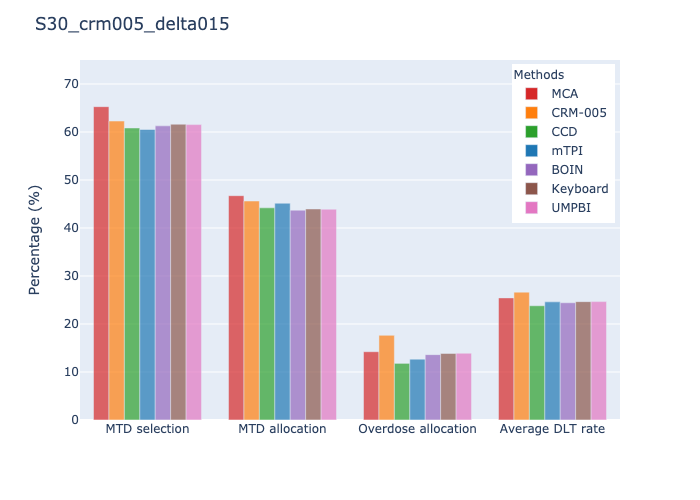 S30_crm005_delta015
Percentage (%)
70
60
50
40
30
20
10
0
MTD selection
MTD allocation
Overdose allocation
Average DLT rate
Methods
MCA
CRM-005
CCD
mTPI
BOIN
Keyboard
UMPBI